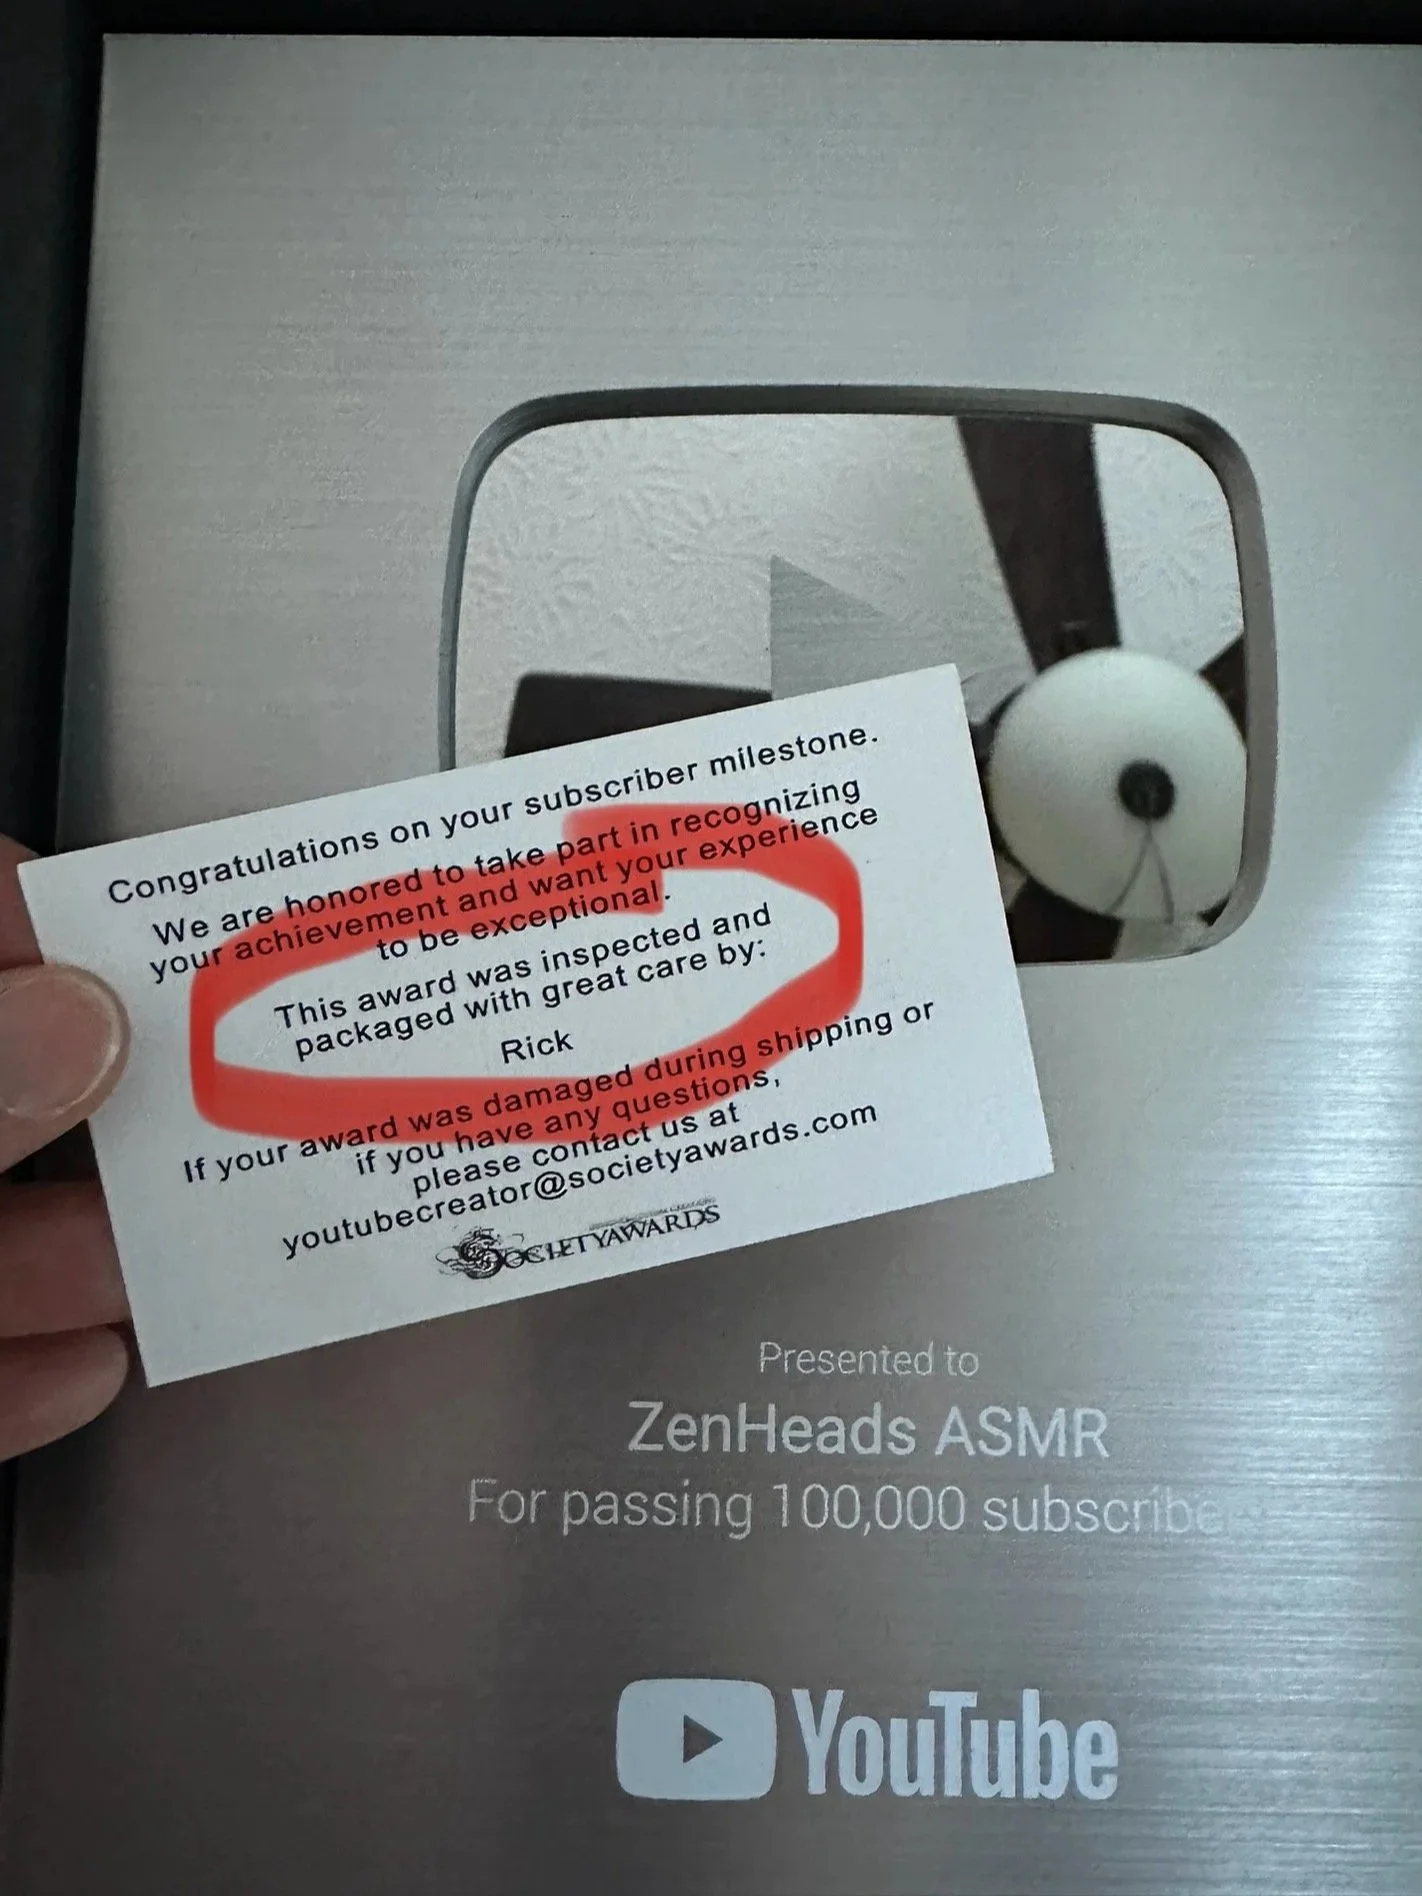 Congratulations on your subscriber milestone.
We are honored to take part in recognizing
your achievement and want your experience
to be exceptional.
This award was inspected and
packaged with great care by:
Rick
If your award was damaged during shipping or
if you have any questions,
please contact us at
youtubecreator@societyawards.com
SOCIETYAWARDS
Presented to
ZenHeads ASMR
For passing 100,000 subscribers
YouTube